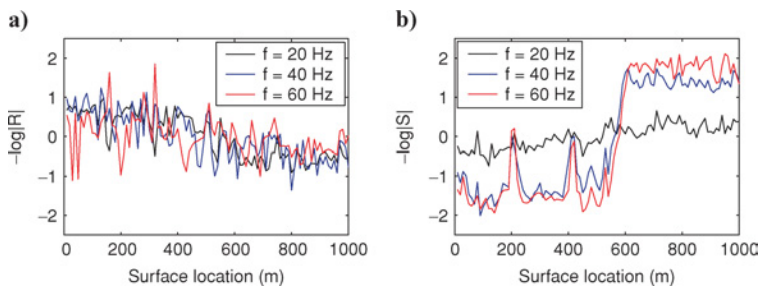 a)
2
1
0
−1
−2
−log|R|
f = 20 Hz
f = 40 Hz
f = 60 Hz
0 200 400 600 800 1000
Surface location (m)
b)
2
1
0
−1
−2
−log|S|
f = 20 Hz
f = 40 Hz
f = 60 Hz
0 200 400 600 800 1000
Surface location (m)